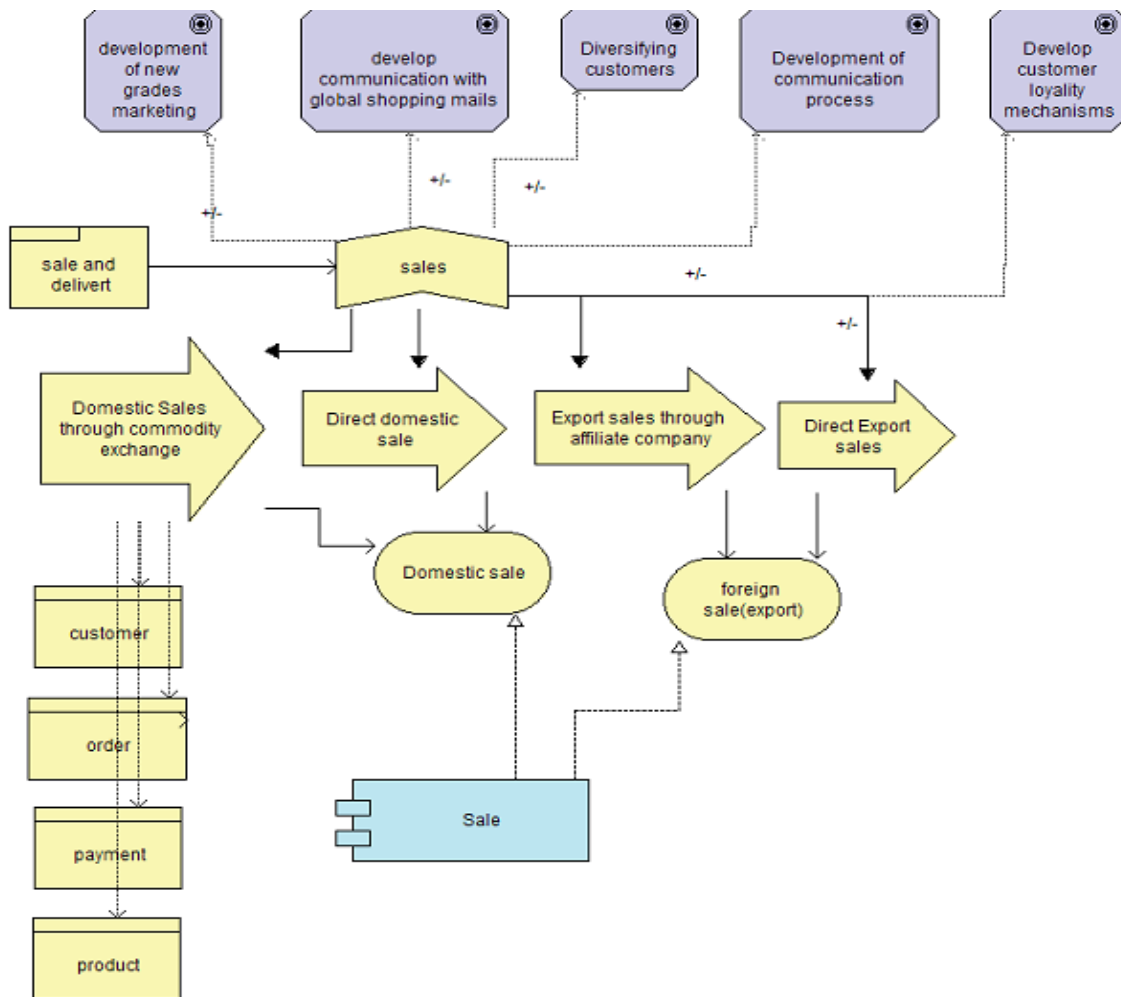 development
of new
grades
marketing
develop
communication with
global shopping mails
Diversifying
customers
Development of
communication
process
Develop
customer
loyality
mechanisms
+/-
+/-
+/-
+/-
+/-
sale and
delivert
sales
Domestic Sales
through commodity
exchange
Direct domestic
sale
Export sales through
affiliate company
Direct Export
sales
Domestic sale
foreign
sale(export)
customer
order
payment
product
Sale